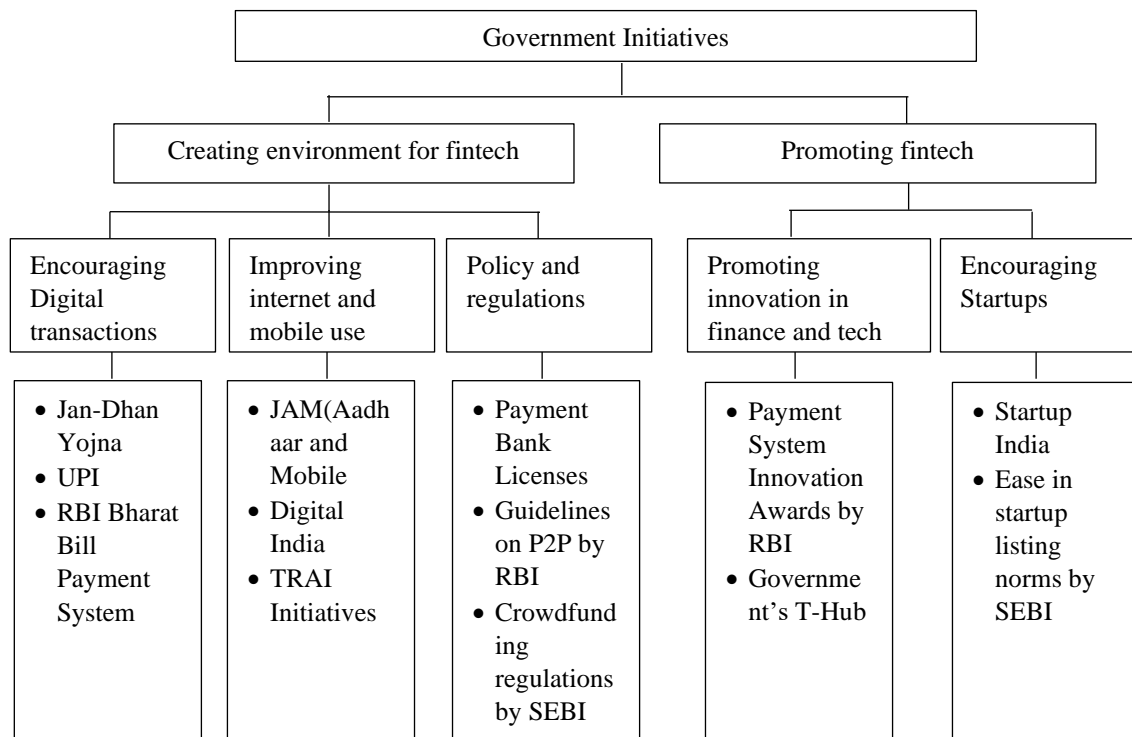 Government Initiatives
Creating environment for fintech
Promoting fintech
Encouraging
Digital
transactions
Improving
internet and
mobile use
Policy and
regulations
Promoting
innovation in
finance and tech
Encouraging
Startups
• Jan-Dhan
Yojna
• UPI
• RBI Bharat
Bill
Payment
System
• JAM(Aadh
aar and
Mobile
• Digital
India
• TRAI
Initiatives
• Payment
Bank
Licenses
• Guidelines
on P2P by
RBI
• Crowdfund
ing
regulations
by SEBI
• Payment
System
Innovation
Awards by
RBI
• Governme
nt’s T-Hub
• Startup
India
• Ease in
startup
listing
norms by
SEBI